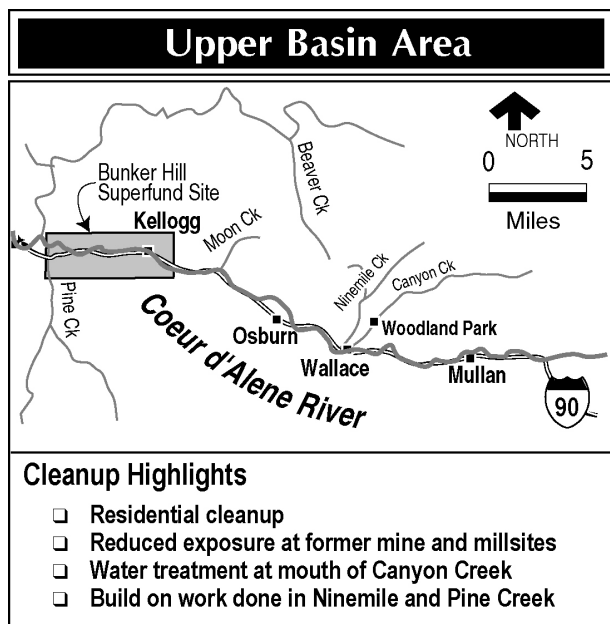 Upper Basin Area
NORTH
0 5
Miles
Beaver Ck
Bunker Hill
Superfund Site
Kellogg
Moon Ck
Pine Ck
Ninemile Ck
Canyon Ck
Osburn
Woodland Park
Wallace
Mullan
Coeur d'Alene River
90
Cleanup Highlights
❏ Residential cleanup
❏ Reduced exposure at former mine and millsites
❏ Water treatment at mouth of Canyon Creek
❏ Build on work done in Ninemile and Pine Creek